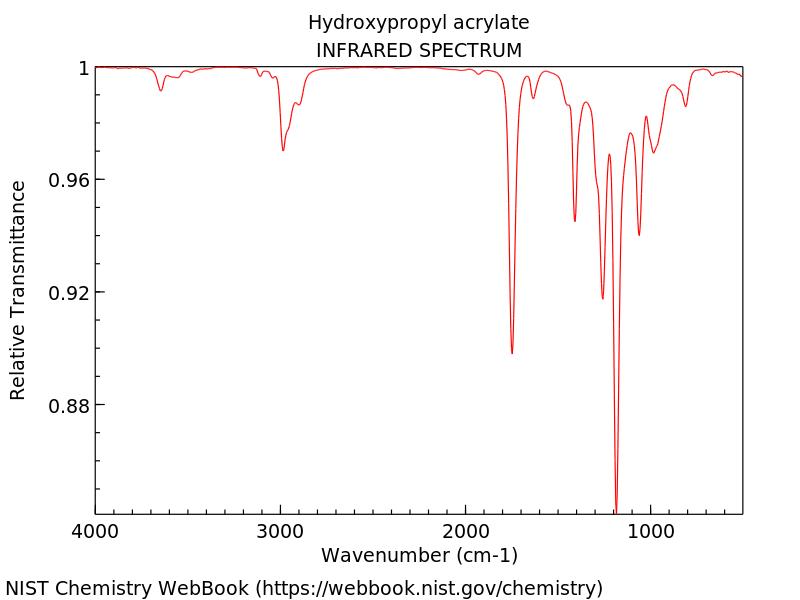 Hydroxypropyl acrylate
INFRARED SPECTRUM
1
0.96
0.92
0.88
Relative Transmittance
4000 3000 2000 1000
Wavenumber (cm-1)
NIST Chemistry WebBook (https://webbook.nist.gov/chemistry)